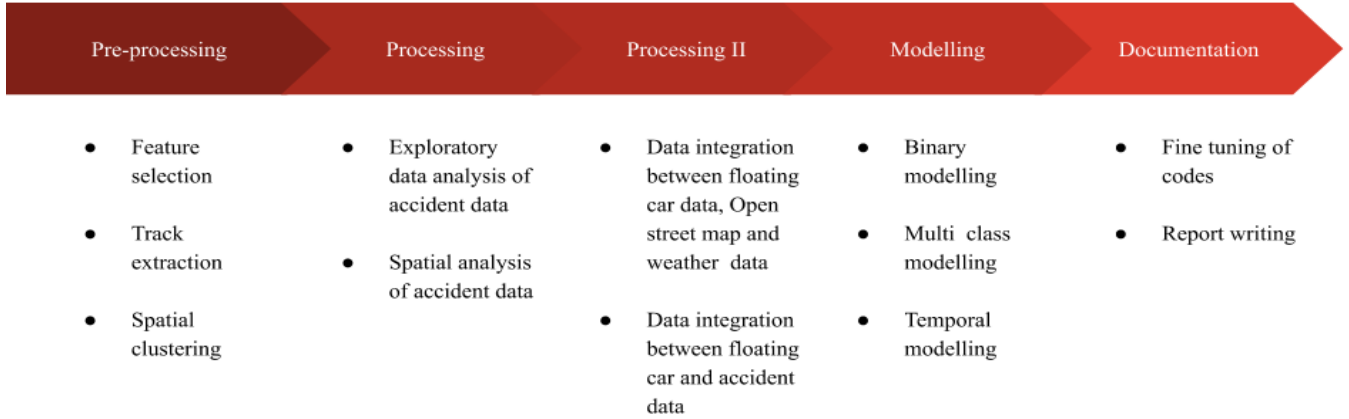 Pre-processing
Processing
Processing II
Modelling
Documentation
● Feature
selection
● Track
extraction
● Spatial
clustering
● Exploratory
data analysis of
accident data
● Spatial analysis
of accident data
● Data integration
between floating
car data, Open
street map and
weather data
● Data integration
between floating
car and accident
data
● Binary
modelling
● Multi class
modelling
● Temporal
modelling
● Fine tuning of
codes
● Report writing